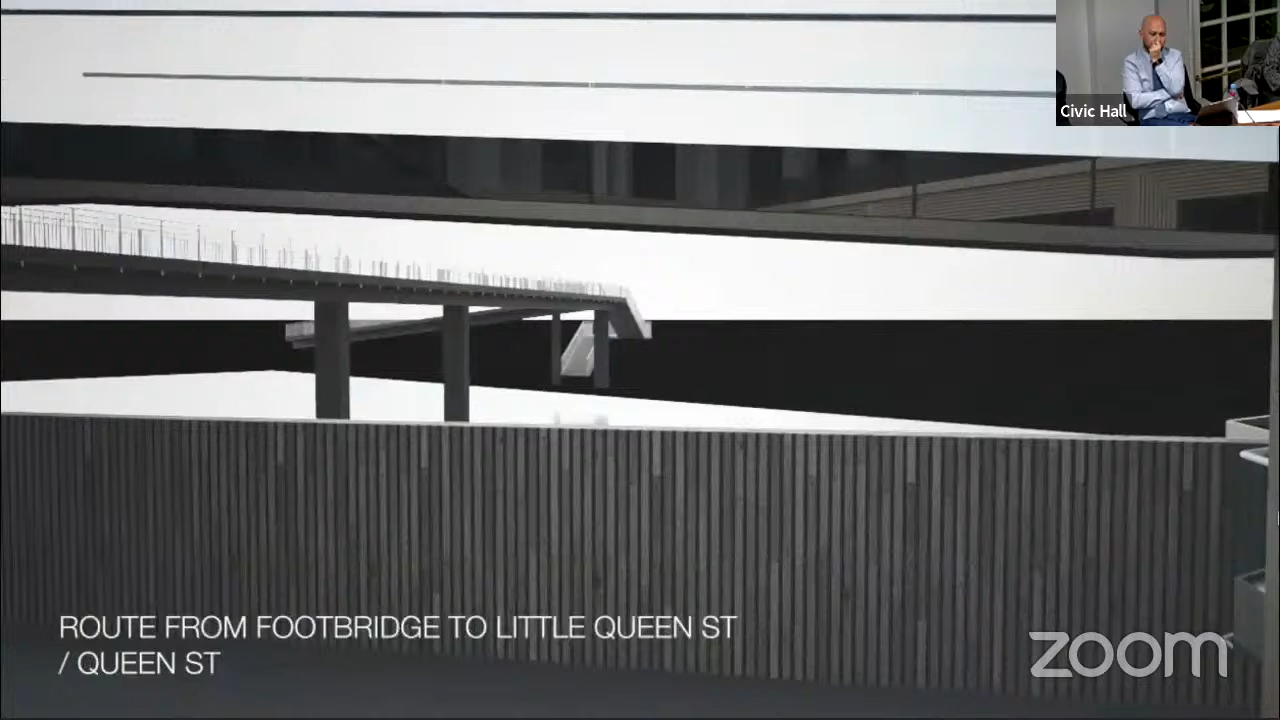 Civic Hall
ROUTE FROM FOOTBRIDGE TO LITTLE QUEEN ST
/ QUEEN ST
zoom